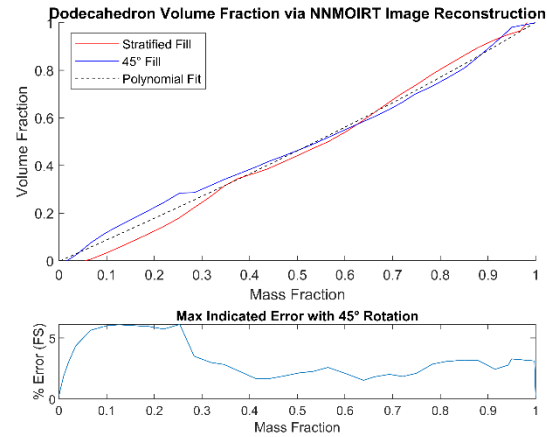 Dodecahedron Volume Fraction via NNMOIRT Image Reconstruction
1
0.8
0.6
0.4
0.2
0
Volume Fraction
Stratified Fill
45° Fill
Polynomial Fit
0 0.1 0.2 0.3 0.4 0.5 0.6 0.7 0.8 0.9 1
Mass Fraction
Max Indicated Error with 45° Rotation
5
0
% Error (FS)
0 0.1 0.2 0.3 0.4 0.5 0.6 0.7 0.8 0.9 1
Mass Fraction